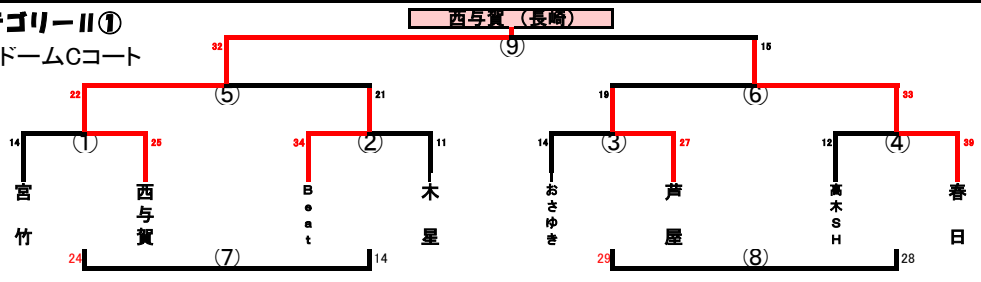 西与賀 （長崎）
テゴリーⅡ①
ドームCコート
32 ⑨ 15
22 ⑤ 21 19 ⑥ 33
14 ① 25 34 ② 11 14 ③ 27 12 ④ 39
宮竹 西与賀 Beat 木星 おさゆき 芦屋 高木SH 春日
24 ⑦ 14 29 ⑧ 28